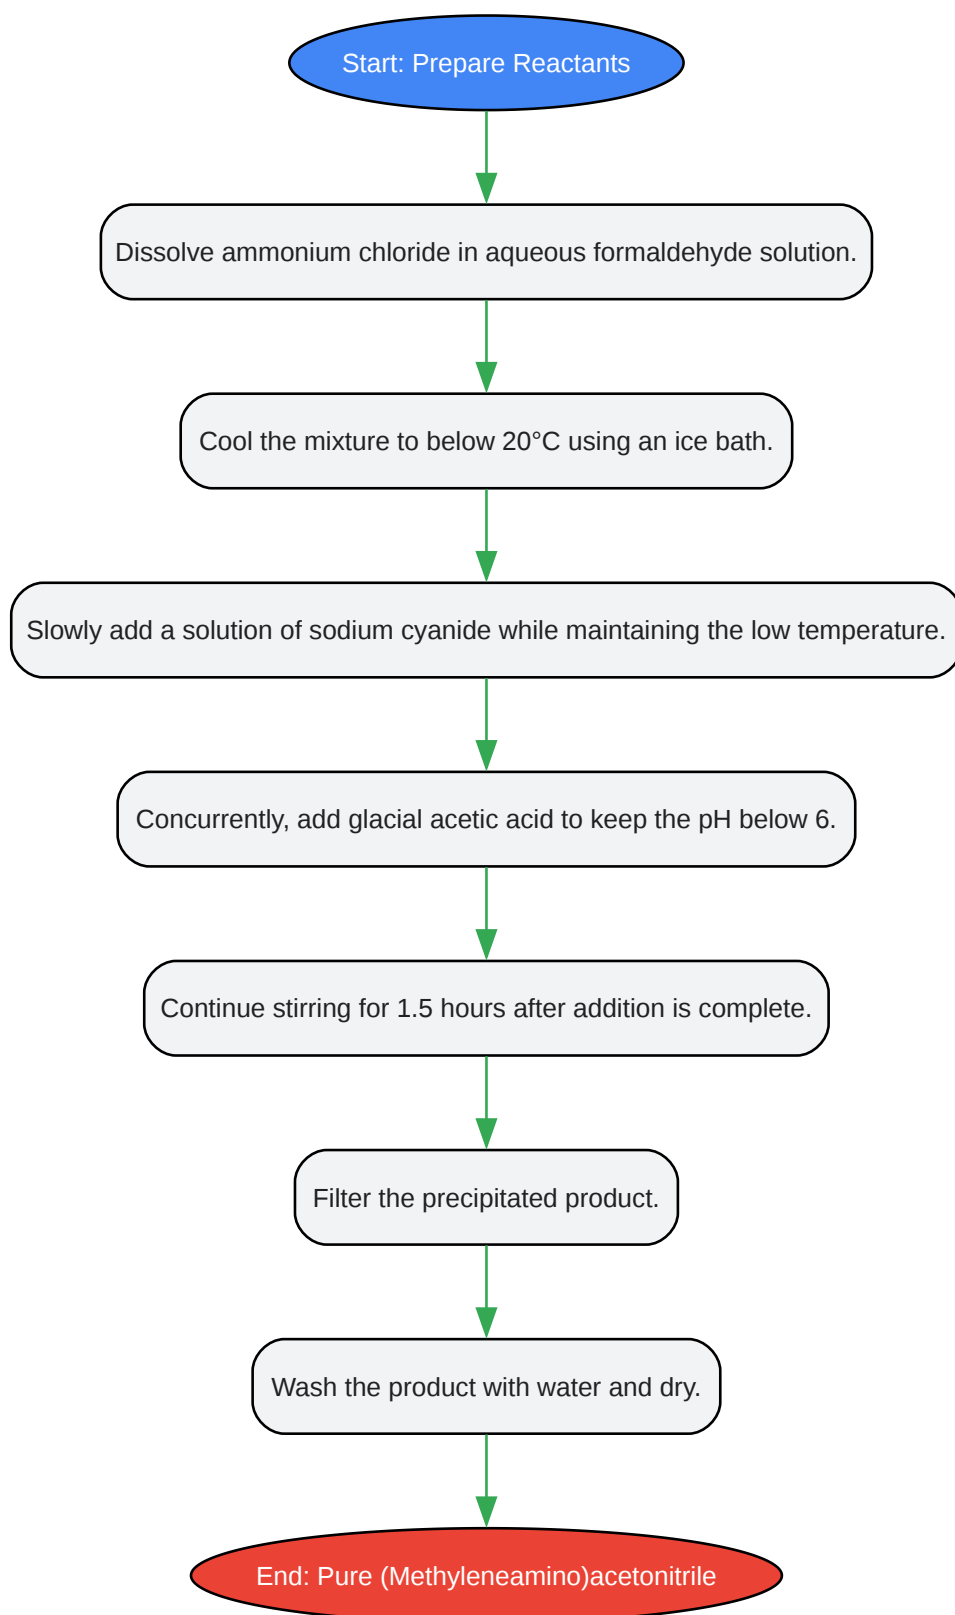 Start: Prepare Reactants
Dissolve ammonium chloride in aqueous formaldehyde solution.
Cool the mixture to below 20°C using an ice bath.
Slowly add a solution of sodium cyanide while maintaining the low temperature.
Concurrently, add glacial acetic acid to keep the pH below 6.
Continue stirring for 1.5 hours after addition is complete.
Filter the precipitated product.
Wash the product with water and dry.
End: Pure (Methyleneamino)acetonitrile